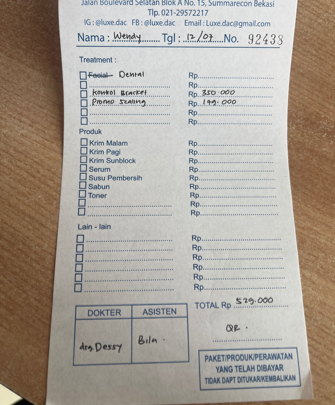 Jalan Boulevard Selatan Blok A No. 15, Summarecon Bekasi
Tlp. 021-29572217
IG : @luxe.dac FB : @luxe.dac Email : Luxe.dac@gmail.com
Nama : Wendy Tgl : 12/07 No. 92438
Treatment :
Facial Dental Rp
Rp
kontrol Bracket Rp. 350.000
Promo Scaling Rp. 199.000
Rp
Rp
Produk
Krim Malam Rp
Krim Pagi Rp
Krim Sunblock Rp
Serum Rp
Susu Pembersih Rp
Sabun Rp
Toner Rp
Rp
Rp
Lain - lain
Rp
Rp
Rp
Rp
Rp
Rp
TOTAL Rp 529.000
DOKTER ASISTEN
drg. Dessy Bila. QR.
PAKET/PRODUK/PERAWATAN
YANG TELAH DIBAYAR
TIDAK DAPT DITUKAR/KEMBALIKAN